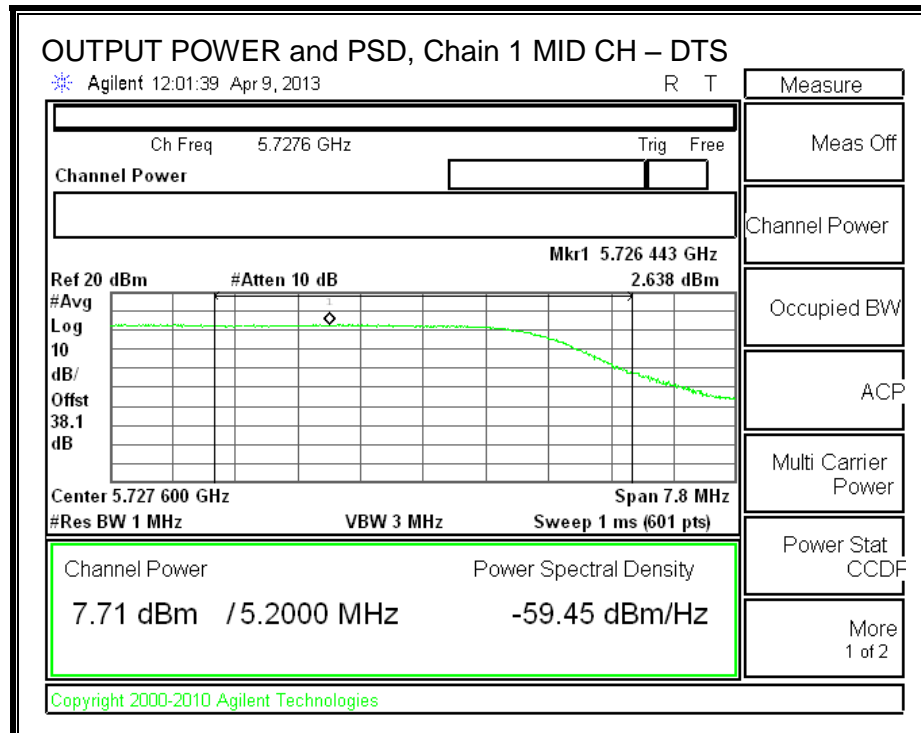 OUTPUT POWER and PSD, Chain 1 MID CH – DTS
Agilent 12:01:39 Apr 9, 2013 R T
Measure
Ch Freq 5.7276 GHz Trig Free
Channel Power
Meas Off
Channel Power
Mkr1 5.726 443 GHz
Ref 20 dBm #Atten 10 dB 2.638 dBm
#Avg
Log
10
dB/
Offst
38.1
dB
1
Occupied BW
ACP
Center 5.727 600 GHz Span 7.8 MHz
#Res BW 1 MHz VBW 3 MHz Sweep 1 ms (601 pts)
Multi Carrier
Power
Channel Power Power Spectral Density
7.71 dBm / 5.2000 MHz -59.45 dBm/Hz
Power Stat
CCDF
More
1 of 2
Copyright 2000-2010 Agilent Technologies